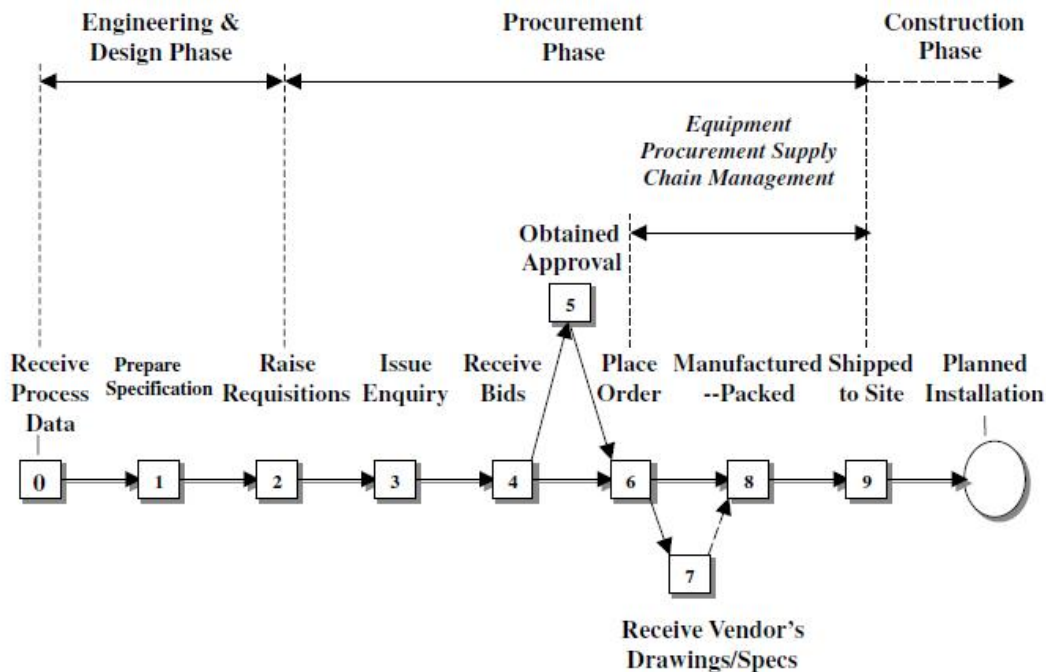 Engineering &
Design Phase
Procurement
Phase
Construction
Phase
Equipment
Procurement Supply
Chain Management
Obtained
Approval
5
Receive
Process
Data
Prepare
Specification
Raise
Requisitions
Issue
Enquiry
Receive
Bids
Place
Order
Manufactured
--Packed
Shipped
to Site
Planned
Installation
0
1
2
3
4
6
8
9
7
Receive Vendor's
Drawings/Specs